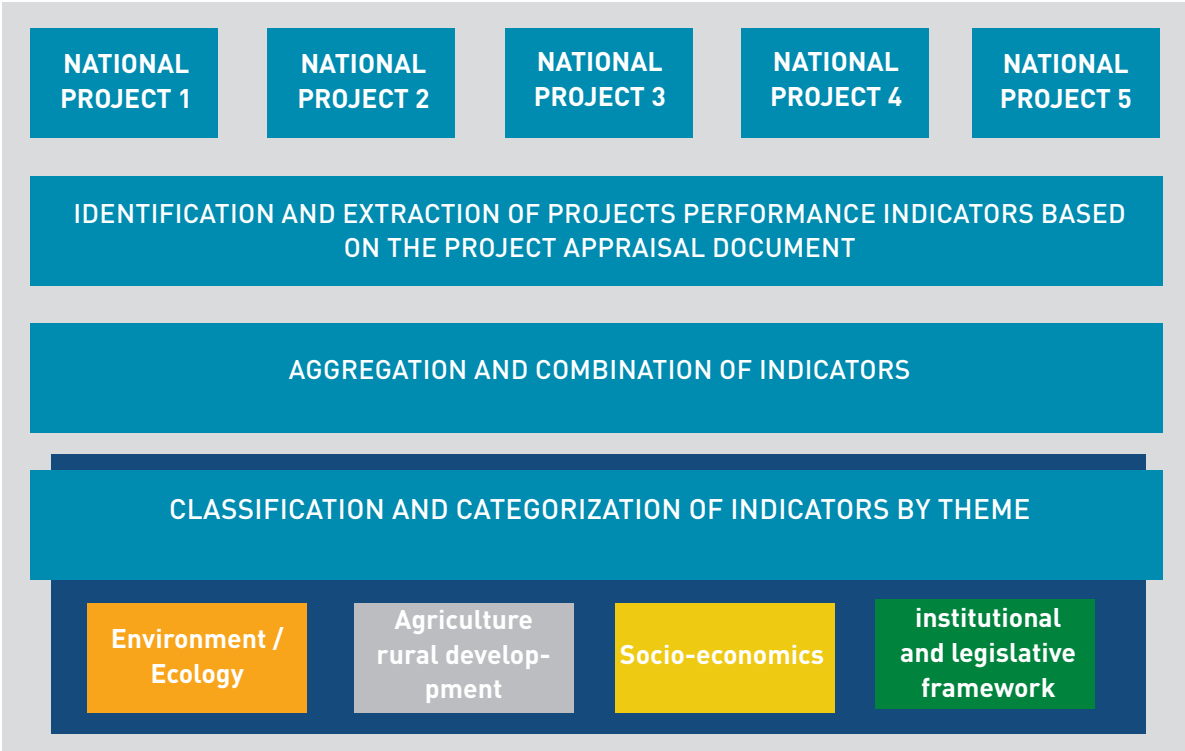 NATIONAL
PROJECT 1
NATIONAL
PROJECT 2
NATIONAL
PROJECT 3
NATIONAL
PROJECT 4
NATIONAL
PROJECT 5
IDENTIFICATION AND EXTRACTION OF PROJECTS PERFORMANCE INDICATORS BASED
ON THE PROJECT APPRAISAL DOCUMENT
AGGREGATION AND COMBINATION OF INDICATORS
CLASSIFICATION AND CATEGORIZATION OF INDICATORS BY THEME
Environment /
Ecology
Agriculture
rural develop-
pment
Socio-economics
institutional
and legislative
framework